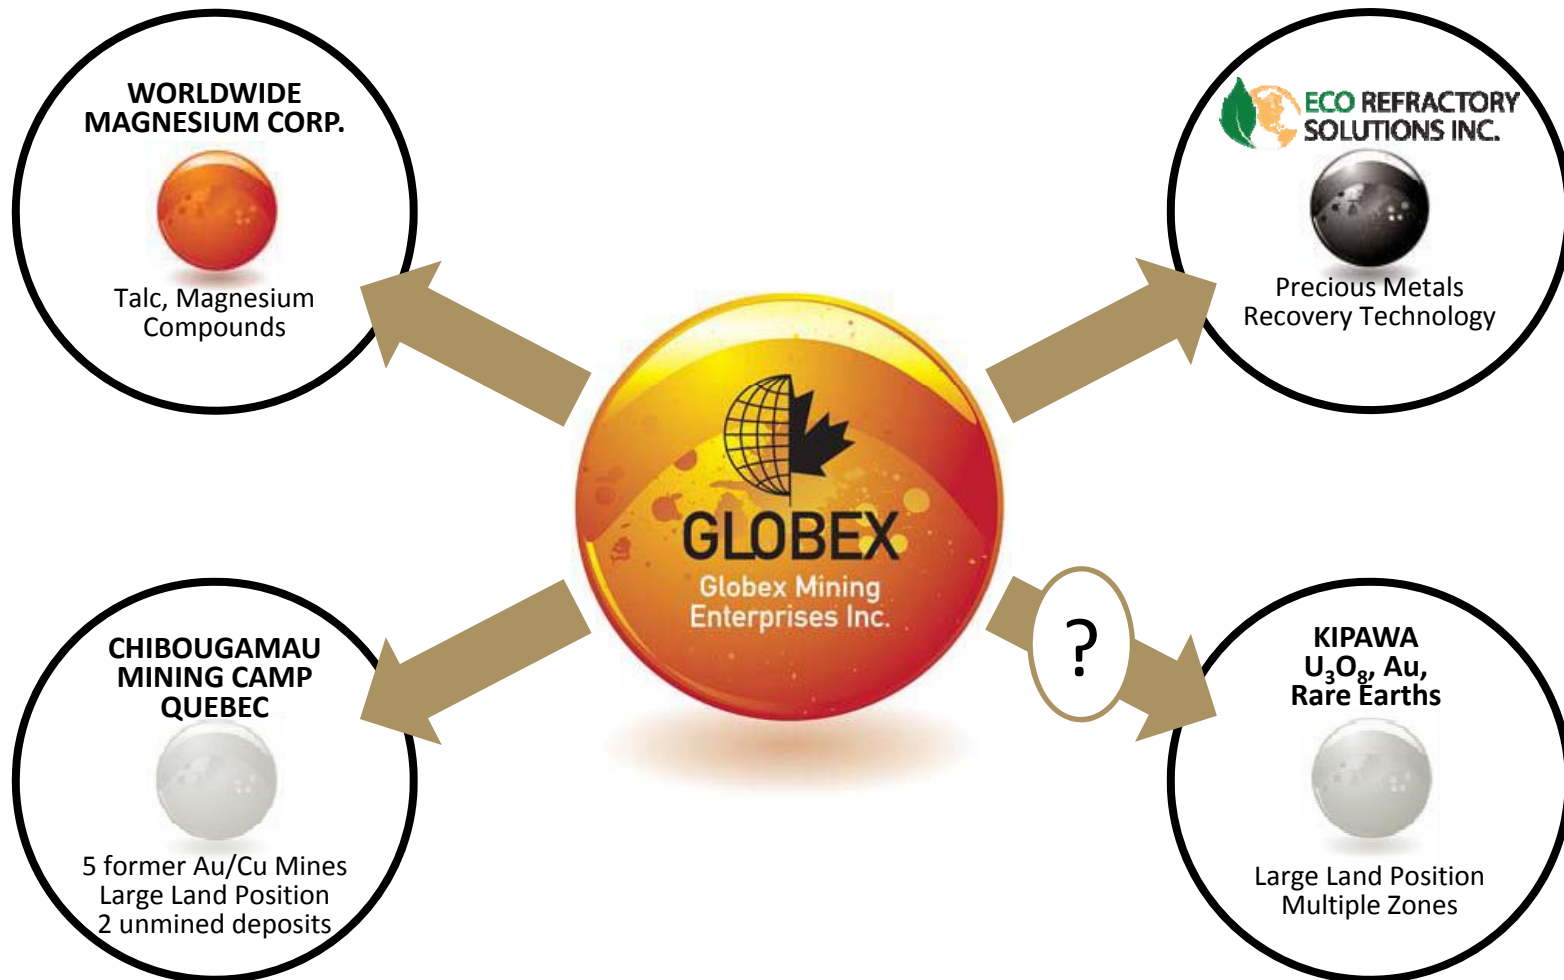 WORLDWIDE
MAGNESIUM CORP.
Talc, Magnesium
Compounds
ECO REFRACTORY
SOLUTIONS INC.
Precious Metals
Recovery Technology
GLOBEX
Globex Mining
Enterprises Inc.
CHIBOUGAMAU
MINING CAMP
QUEBEC
5 former Au/Cu Mines
Large Land Position
2 unmined deposits
?
KIPAWA
U₃O₈, Au,
Rare Earths
Large Land Position
Multiple Zones